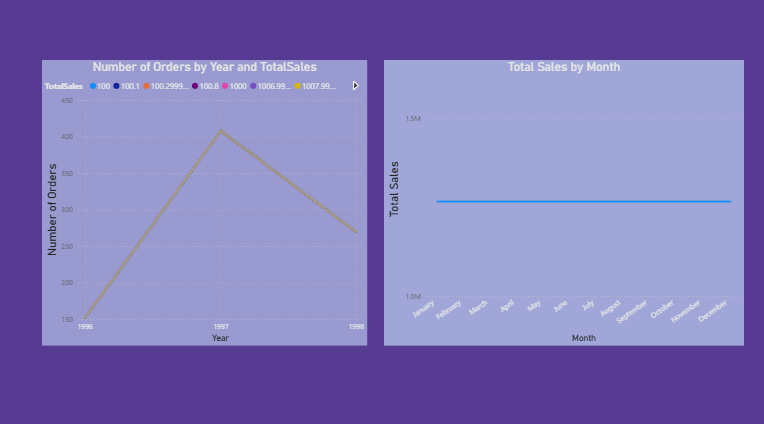 Number of Orders by Year and TotalSales
TotalSales 100 100.1 100.2999... 100.8 1000 1006.99... 1007.99...
450
400
350
300
250
200
150
Number of Orders
1996 1997 1998
Year
Total Sales by Month
1.5M
1.0M
Total Sales
January February March April May June July August September October November December
Month